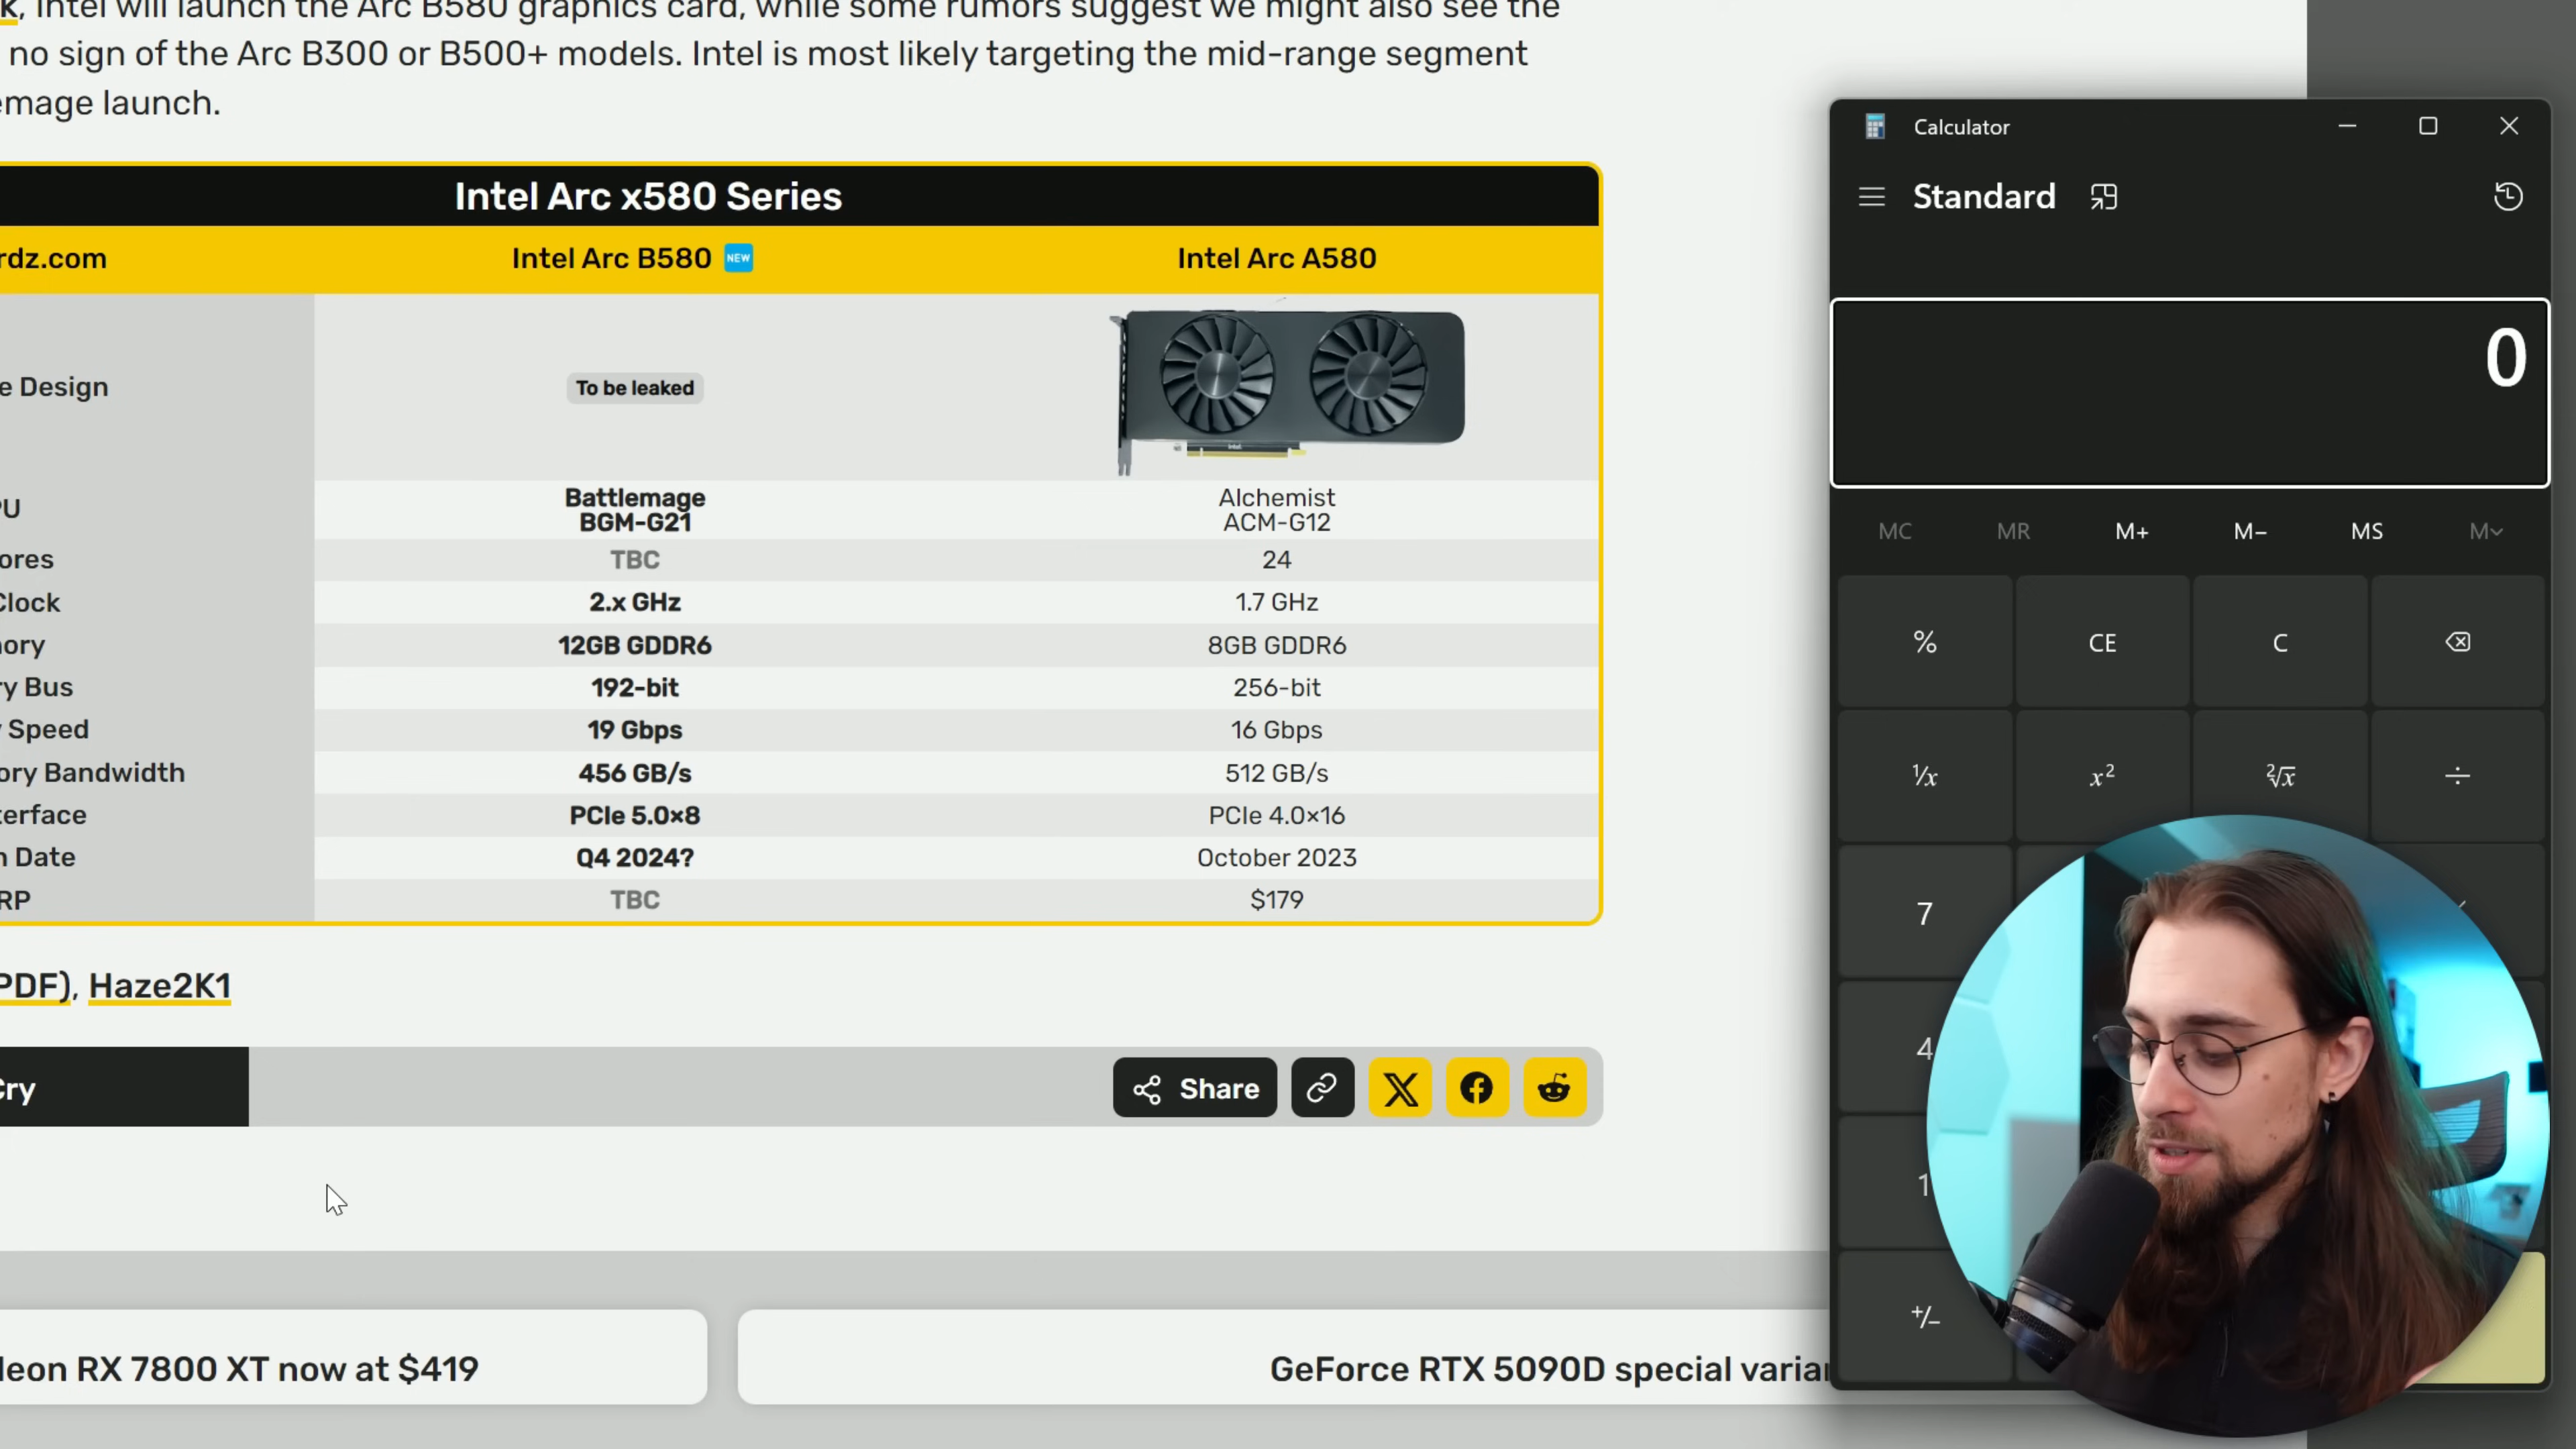 k, Intel will launch the Arc B580 graphics card, while some rumors suggest we might also see the
no sign of the Arc B300 or B500+ models. Intel is most likely targeting the mid-range segment
emage launch.
Intel Arc x580 Series
rdz.com Intel Arc B580 NEW Intel Arc A580
e Design To be leaked
PU Battlemage BGM-G21 Alchemist ACM-G12
ores TBC 24
Clock 2.x GHz 1.7 GHz
ory 12GB GDDR6 8GB GDDR6
ry Bus 192-bit 256-bit
y Speed 19 Gbps 16 Gbps
ory Bandwidth 456 GB/s 512 GB/s
terface PCIe 5.0×8 PCIe 4.0×16
n Date Q4 2024? October 2023
RP TBC $179
PDF), Haze2K1
Cry
Share
leon RX 7800 XT now at $419
GeForce RTX 5090D special varian
Calculator
Standard
0
MC MR M+ M− MS M
% CE C
1/x x² ²√x ÷
7
4
1
+/−